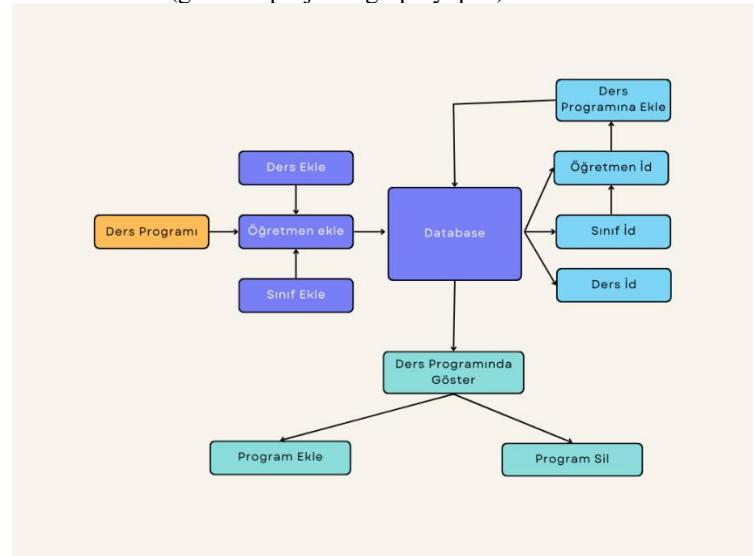 Ders
Programına Ekle
Ders Ekle
Öğretmen İd
Ders Programı
Öğretmen ekle
Database
Sınıf İd
Sınıf Ekle
Ders İd
Ders Programında
Göster
Program Ekle
Program Sil